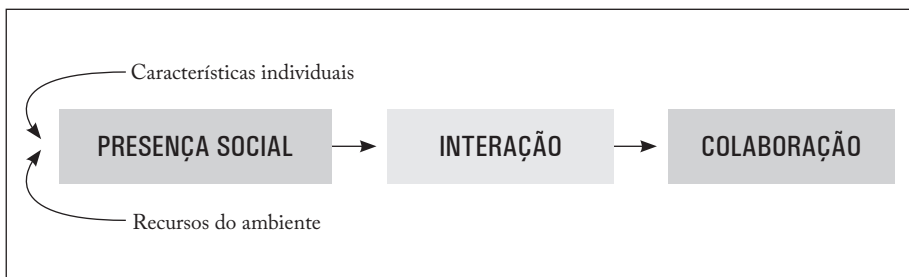 Características individuais
PRESENÇA SOCIAL
INTERAÇÃO
COLABORAÇÃO
Recursos do ambiente